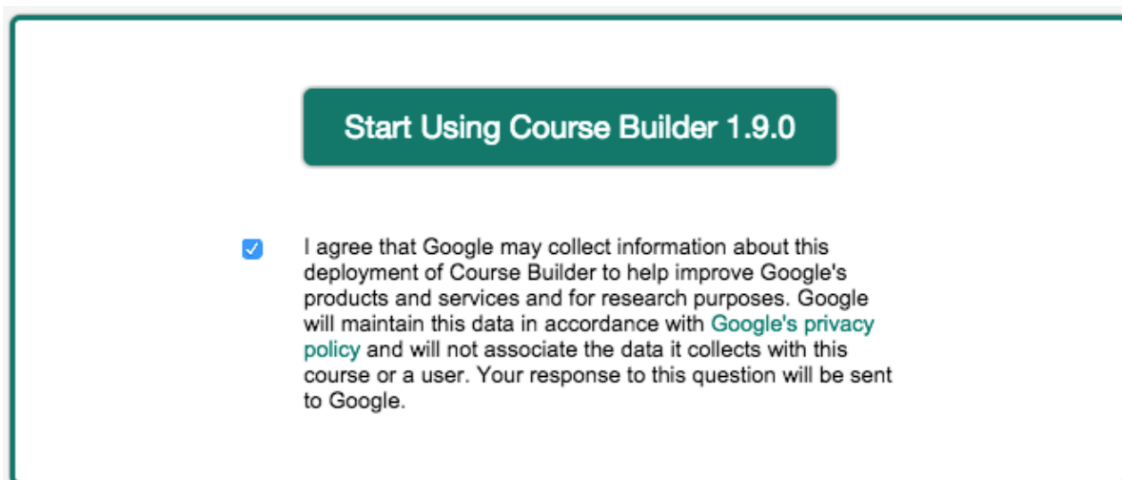 Start Using Course Builder 1.9.0
I agree that Google may collect information about this
deployment of Course Builder to help improve Google's
products and services and for research purposes. Google
will maintain this data in accordance with Google's privacy
policy and will not associate the data it collects with this
course or a user. Your response to this question will be sent
to Google.